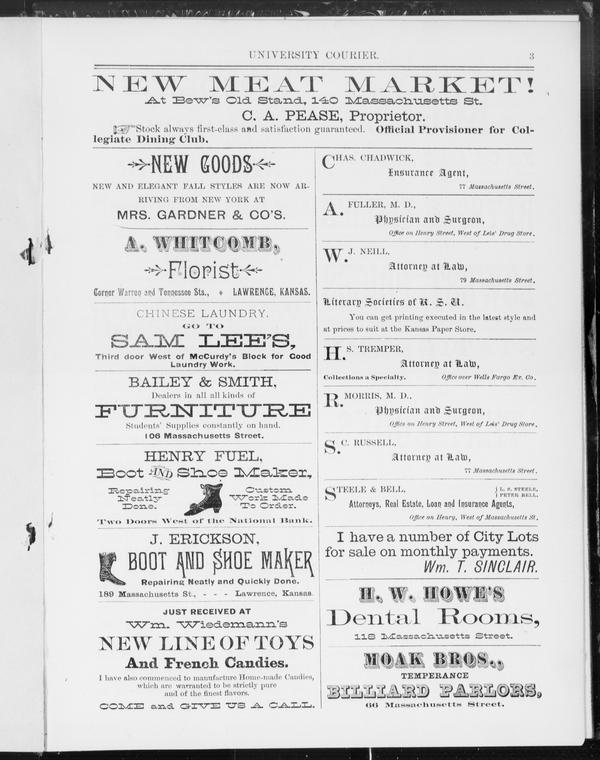 UNIVERSITY COURIER. 3
NEW MEAT MARKET!
At Bew's Old Stand, 140 Massachusetts St.
C. A. PEASE, Proprietor.
Stock always first-class and satisfaction guaranteed. Official Provisioner for Col-
legiate Dining Club.
NEW GOODS
NEW AND ELEGANT FALL STYLES ARE NOW AR-
RIVING FROM NEW YORK AT
MRS. GARDNER & CO'S.
A. WHITCOMB,
Florist
Corner Warren and Tennessee Sts., + LAWRENCE, KANSAS.
CHINESE LAUNDRY.
GO TO
SAM LEE'S,
Third door West of McCurdy's Block for Good
Laundry Work.
BAILEY & SMITH,
Dealers in all all kinds of
FURNITURE
Students' Supplies constantly on hand.
106 Massachusetts Street.
HENRY FUEL,
Boot AND Shoe Maker,
Repairing
Neatly
Done.
Custom
Work Made
To Order.
Two Doors West of the National Bank.
J. ERICKSON,
BOOT AND SHOE MAKER
Repairing Neatly and Quickly Done.
189 Massachusetts St., - - - Lawrence, Kansas.
JUST RECEIVED AT
Wm. Wiedemann's
NEW LINE OF TOYS
And French Candies.
I have also commenced to manufacture Home-made Candies,
which are warranted to be strictly pure
and of the finest flavors.
COME and GIVE US A CALL.
CHAS. CHADWICK,
Insurance Agent,
77 Massachusetts Street.
A. FULLER, M. D.,
Physician and Surgeon,
Office on Henry Street, West of Leis' Drug Store.
W. J. NEILL,
Attorney at Law,
79 Massachusetts Street.
Literary Societies of K. S. U.
You can get printing executed in the latest style and
at prices to suit at the Kansas Paper Store.
H. S. TREMPER,
Attorney at Law,
Collections a Specialty. Office over Wells Fargo Ex. Co.
R. MORRIS, M. D.,
Physician and Surgeon,
Office on Henry Street, West of Leis' Drug Store.
S. C. RUSSELL,
Attorney at Law,
77 Massachusetts Street.
STEELE & BELL, { L. S. STEELE,
{ PETER BELL.
Attorneys, Real Estate, Loan and Insurance Agents,
Office on Henry, West of Massachusetts St.
I have a number of City Lots
for sale on monthly payments.
Wm. T. SINCLAIR.
H. W. HOWE'S
Dental Rooms,
118 Massachusetts Street.
MOAK BROS.,
TEMPERANCE
BILLIARD PARLORS,
66 Massachusetts Street.